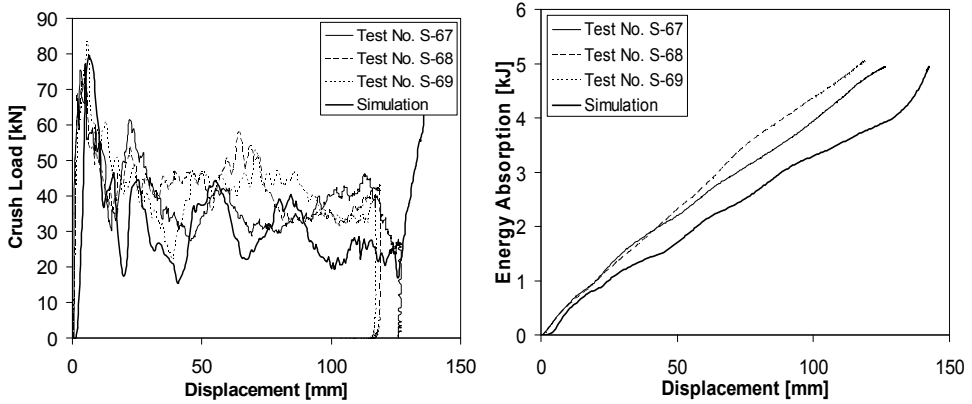 90
80
70
60
50
40
30
20
10
0
Crush Load [kN]
Test No. S-67
Test No. S-68
Test No. S-69
Simulation
0
50
100
150
Displacement [mm]
6
5
4
3
2
1
0
Energy Absorption [kJ]
Test No. S-67
Test No. S-68
Test No. S-69
Simulation
0
50
100
150
Displacement [mm]